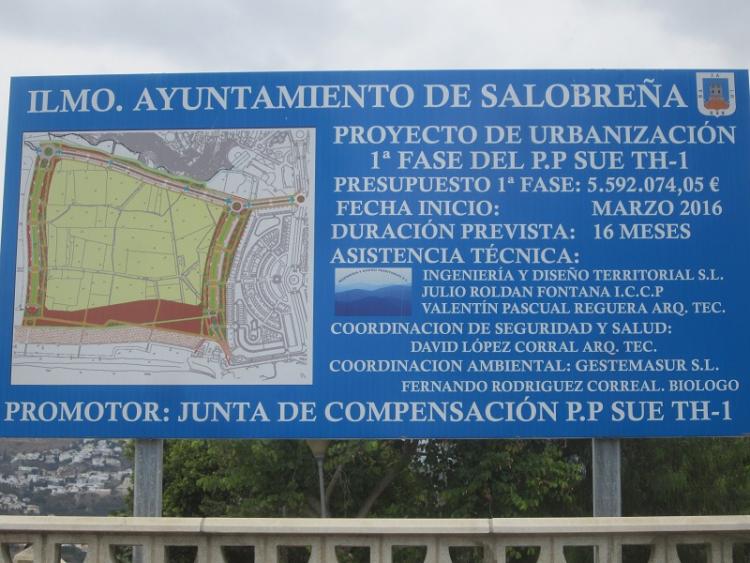 ILMO. AYUNTAMIENTO DE SALOBREÑA
PROYECTO DE URBANIZACIÓN
1ª FASE DEL P.P SUE TH-1
PRESUPUESTO 1ª FASE: 5.592.074,05 €
FECHA INICIO: MARZO 2016
DURACIÓN PREVISTA: 16 MESES
ASISTENCIA TÉCNICA:
INGENIERÍA Y DISEÑO TERRITORIAL S.L.
JULIO ROLDAN FONTANA I.C.C.P
VALENTÍN PASCUAL REGUERA ARQ. TEC.
COORDINACION DE SEGURIDAD Y SALUD:
DAVID LÓPEZ CORRAL ARQ. TEC.
COORDINACION AMBIENTAL: GESTEMASUR S.L.
FERNANDO RODRIGUEZ CORREAL. BIOLOGO
PROMOTOR: JUNTA DE COMPENSACIÓN P.P SUE TH-1